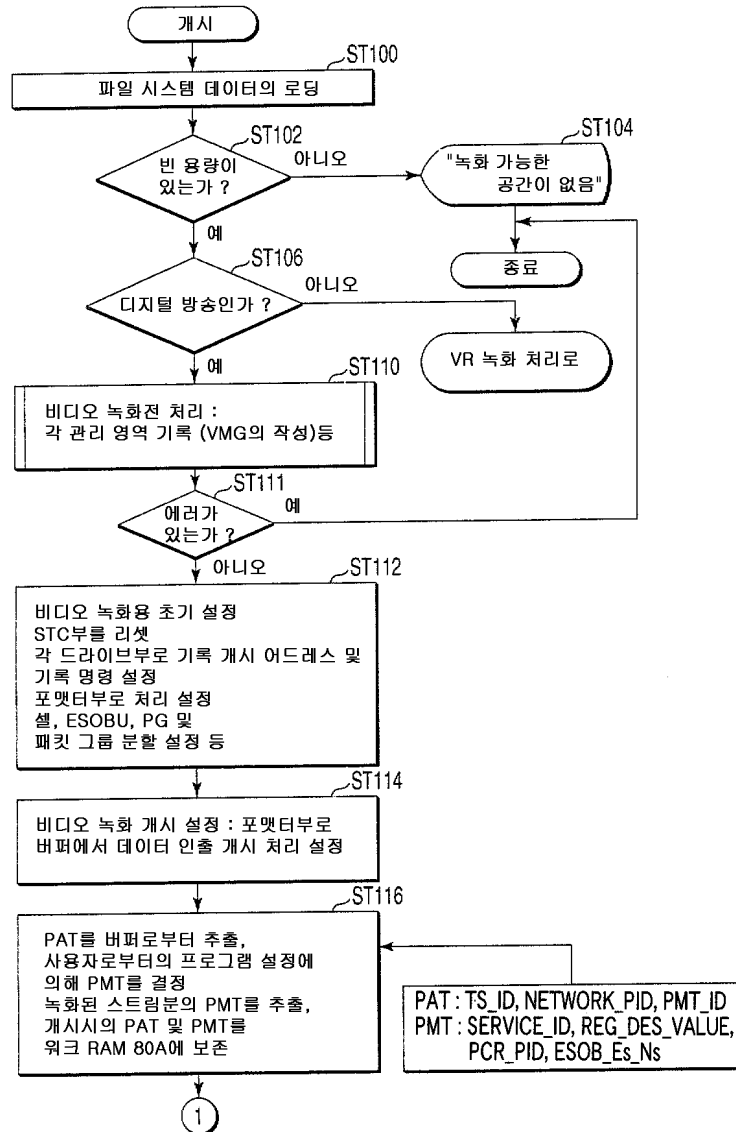 개시
ST100
파일 시스템 데이터의 로딩
ST102
빈 용량이
있는가 ?
아니오
예
ST104
"녹화 가능한
공간이 없음"
종료
ST106
디지털 방송인가 ?
아니오
예
VR 녹화 처리로
ST110
비디오 녹화전 처리 :
각 관리 영역 기록 (VMG의 작성)등
ST111
에러가
있는가 ?
예
아니오
ST112
비디오 녹화용 초기 설정
STC부를 리셋
각 드라이브부로 기록 개시 어드레스 및
기록 명령 설정
포맷터부로 처리 설정
셀, ESOBU, PG 및
패킷 그룹 분할 설정 등
ST114
비디오 녹화 개시 설정 : 포맷터부로
버퍼에서 데이터 인출 개시 처리 설정
ST116
PAT를 버퍼로부터 추출,
사용자로부터의 프로그램 설정에
의해 PMT를 결정
녹화된 스트림분의 PMT를 추출,
개시시의 PAT 및 PMT를
워크 RAM 80A에 보존
PAT : TS_ID, NETWORK_PID, PMT_ID
PMT : SERVICE_ID, REG_DES_VALUE,
PCR_PID, ESOB_Es_Ns
1